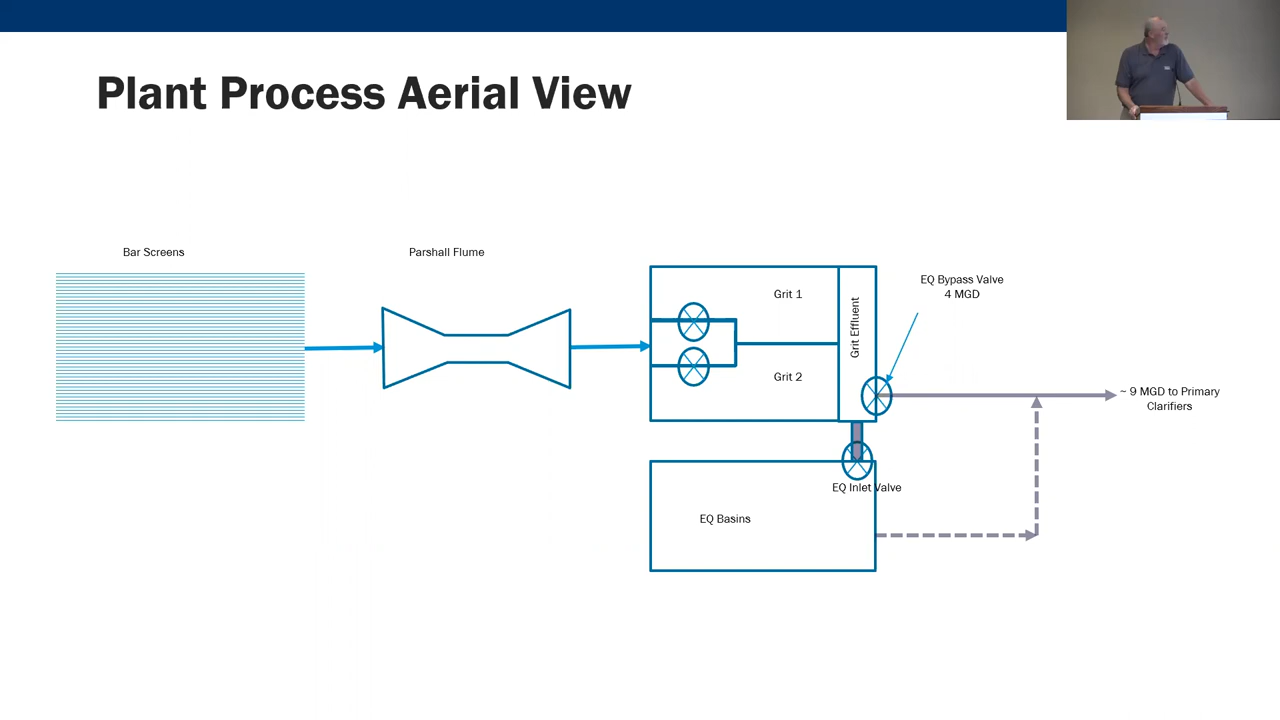 Plant Process Aerial View
Bar Screens
Parshall Flume
Grit 1
Grit 2
Grit Effluent
EQ Bypass Valve
4 MGD
~ 9 MGD to Primary
Clarifiers
EQ Inlet Valve
EQ Basins